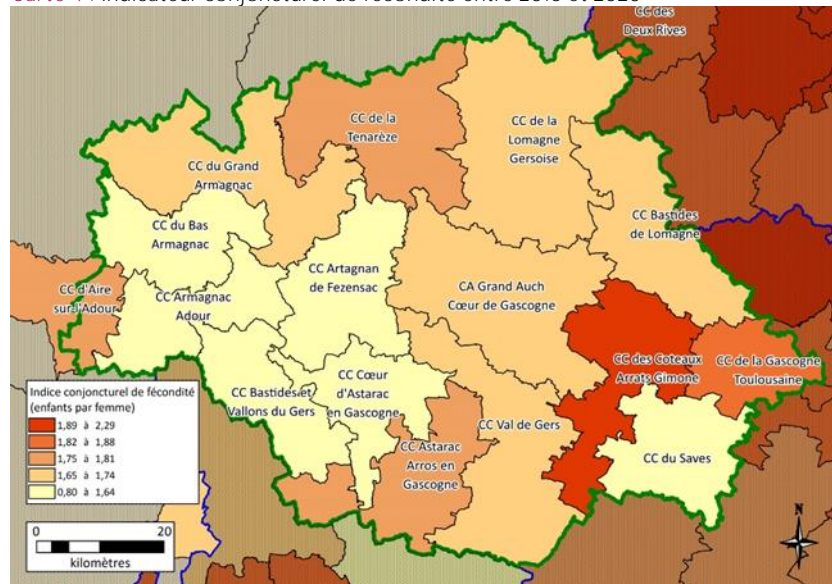 CC des
Deux Rives
CC de la
Tenarèze
CC de la
Lomagne
Gersoise
CC du Grand
Armagnac
CC Bastides
de Lomagne
CC du Bas
Armagnac
CC Artagnan
de Fezensac
CA Grand Auch
Cœur de Gascogne
CC d'Aire
sur l'Adour
CC Armagnac
Adour
CC des Coteaux
Arrats Gimone
CC de la Gascogne
Toulousaine
CC Bastides et
Vallons du Gers
CC Cœur
d'Astarac
en Gascogne
CC Val de Gers
CC Astarac
Arros en
Gascogne
CC du Saves
Indice conjoncturel de fécondité
(enfants par femme)
1,89 à 2,29
1,82 à 1,88
1,75 à 1,81
1,65 à 1,74
0,80 à 1,64
0 20
kilomètres
N